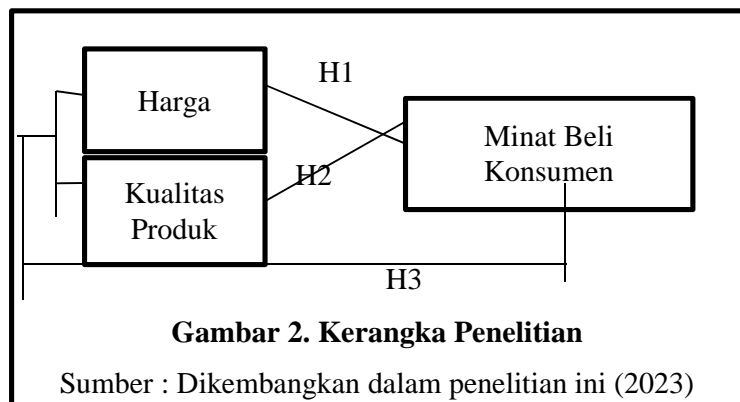 H1
Harga
Minat Beli
Konsumen
H2
Kualitas
Produk
H3
Gambar 2. Kerangka Penelitian
Sumber : Dikembangkan dalam penelitian ini (2023)